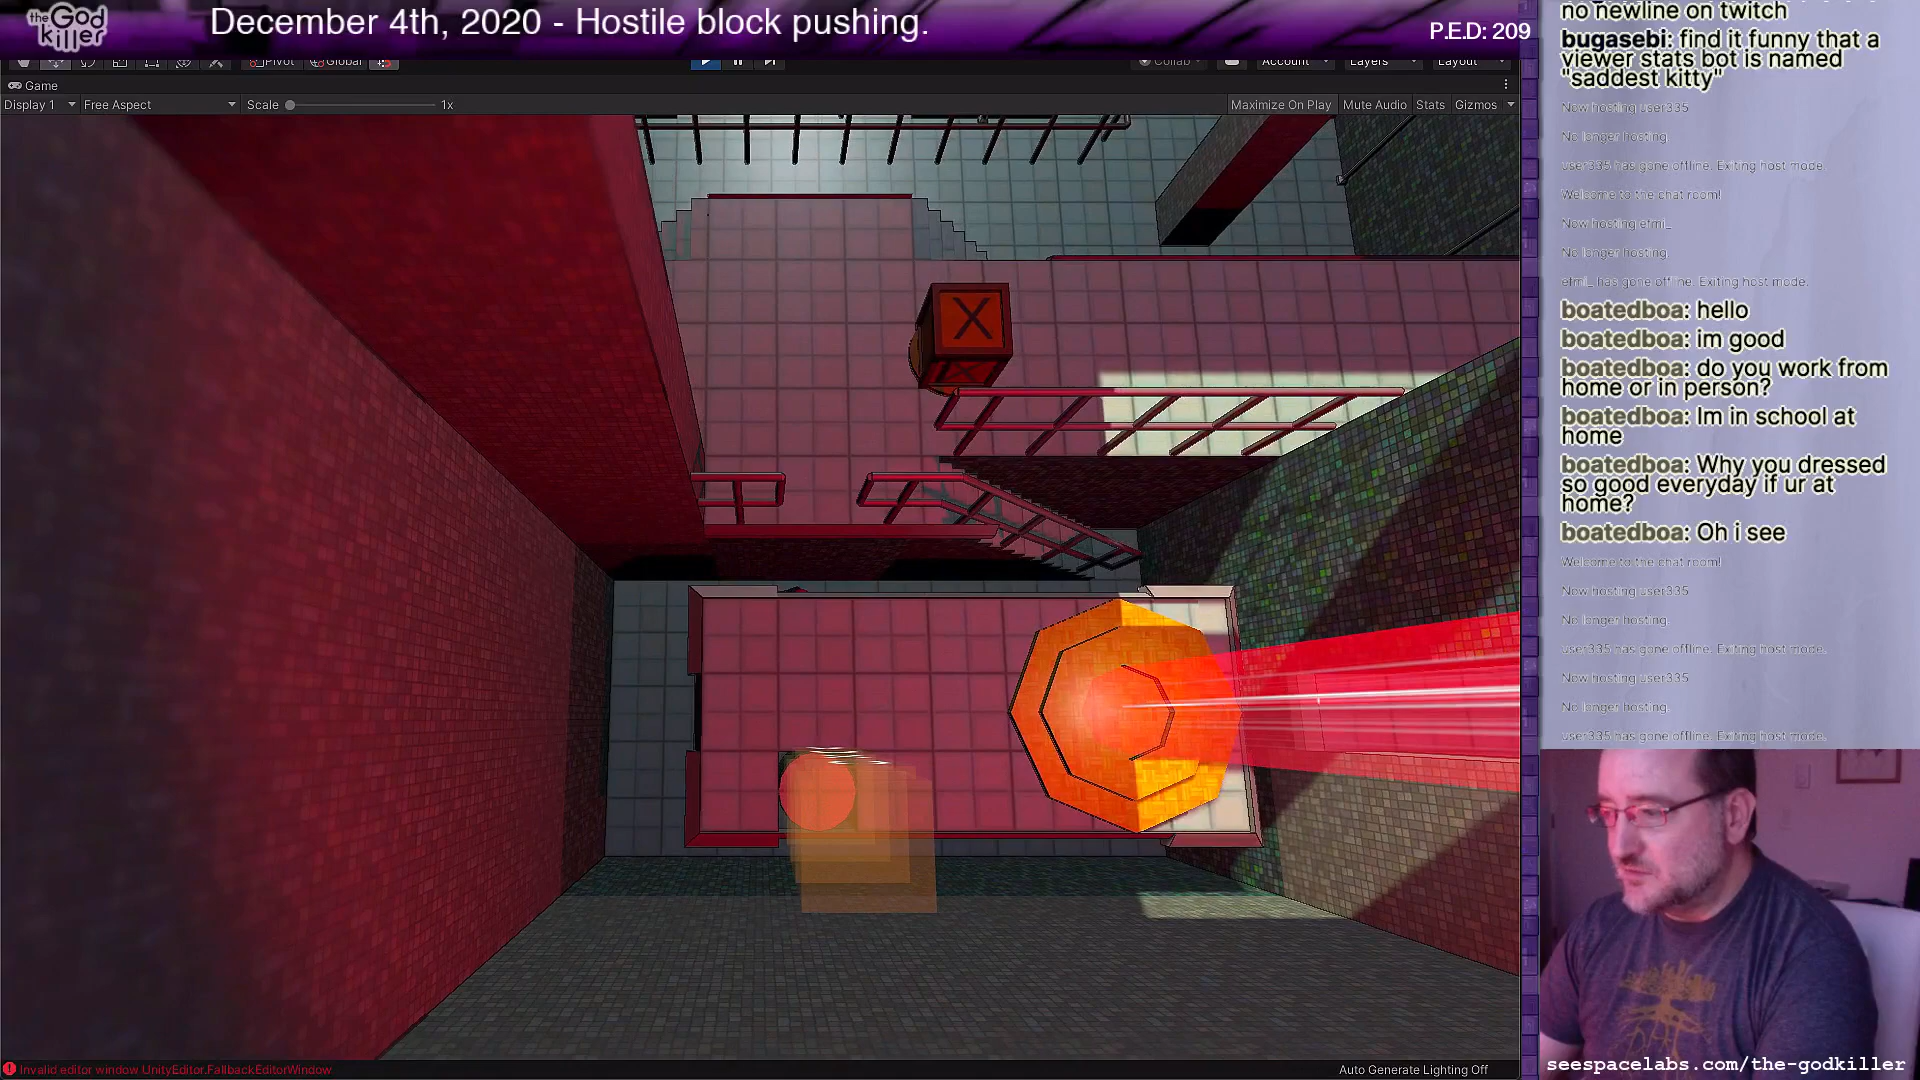 the God killer
December 4th, 2020 - Hostile block pushing.
P.E.D: 209
Pivot
Global
Collab
Account
Layers
Layout
Game
Display 1
Free Aspect
Scale
1x
Maximize On Play
Mute Audio
Stats
Gizmos
X
Invalid editor window UnityEditor.FallbackEditorWindow
Auto Generate Lighting Off
no newline on twitch
bugasebi: find it funny that a
viewer stats bot is named
"saddest kitty"
Now hosting user335
No longer hosting.
user335 has gone offline. Exiting host mode.
Welcome to the chat room!
Now hosting efmi_
No longer hosting.
efmi_ has gone offline. Exiting host mode.
boatedboa: hello
boatedboa: im good
boatedboa: do you work from
home or in person?
boatedboa: Im in school at
home
boatedboa: Why you dressed
so good everyday if ur at
home?
boatedboa: Oh i see
Welcome to the chat room!
Now hosting user335
No longer hosting.
user335 has gone offline. Exiting host mode.
Now hosting user335
No longer hosting.
user335 has gone offline. Exiting host mode.
seespacelabs.com/the-godkiller